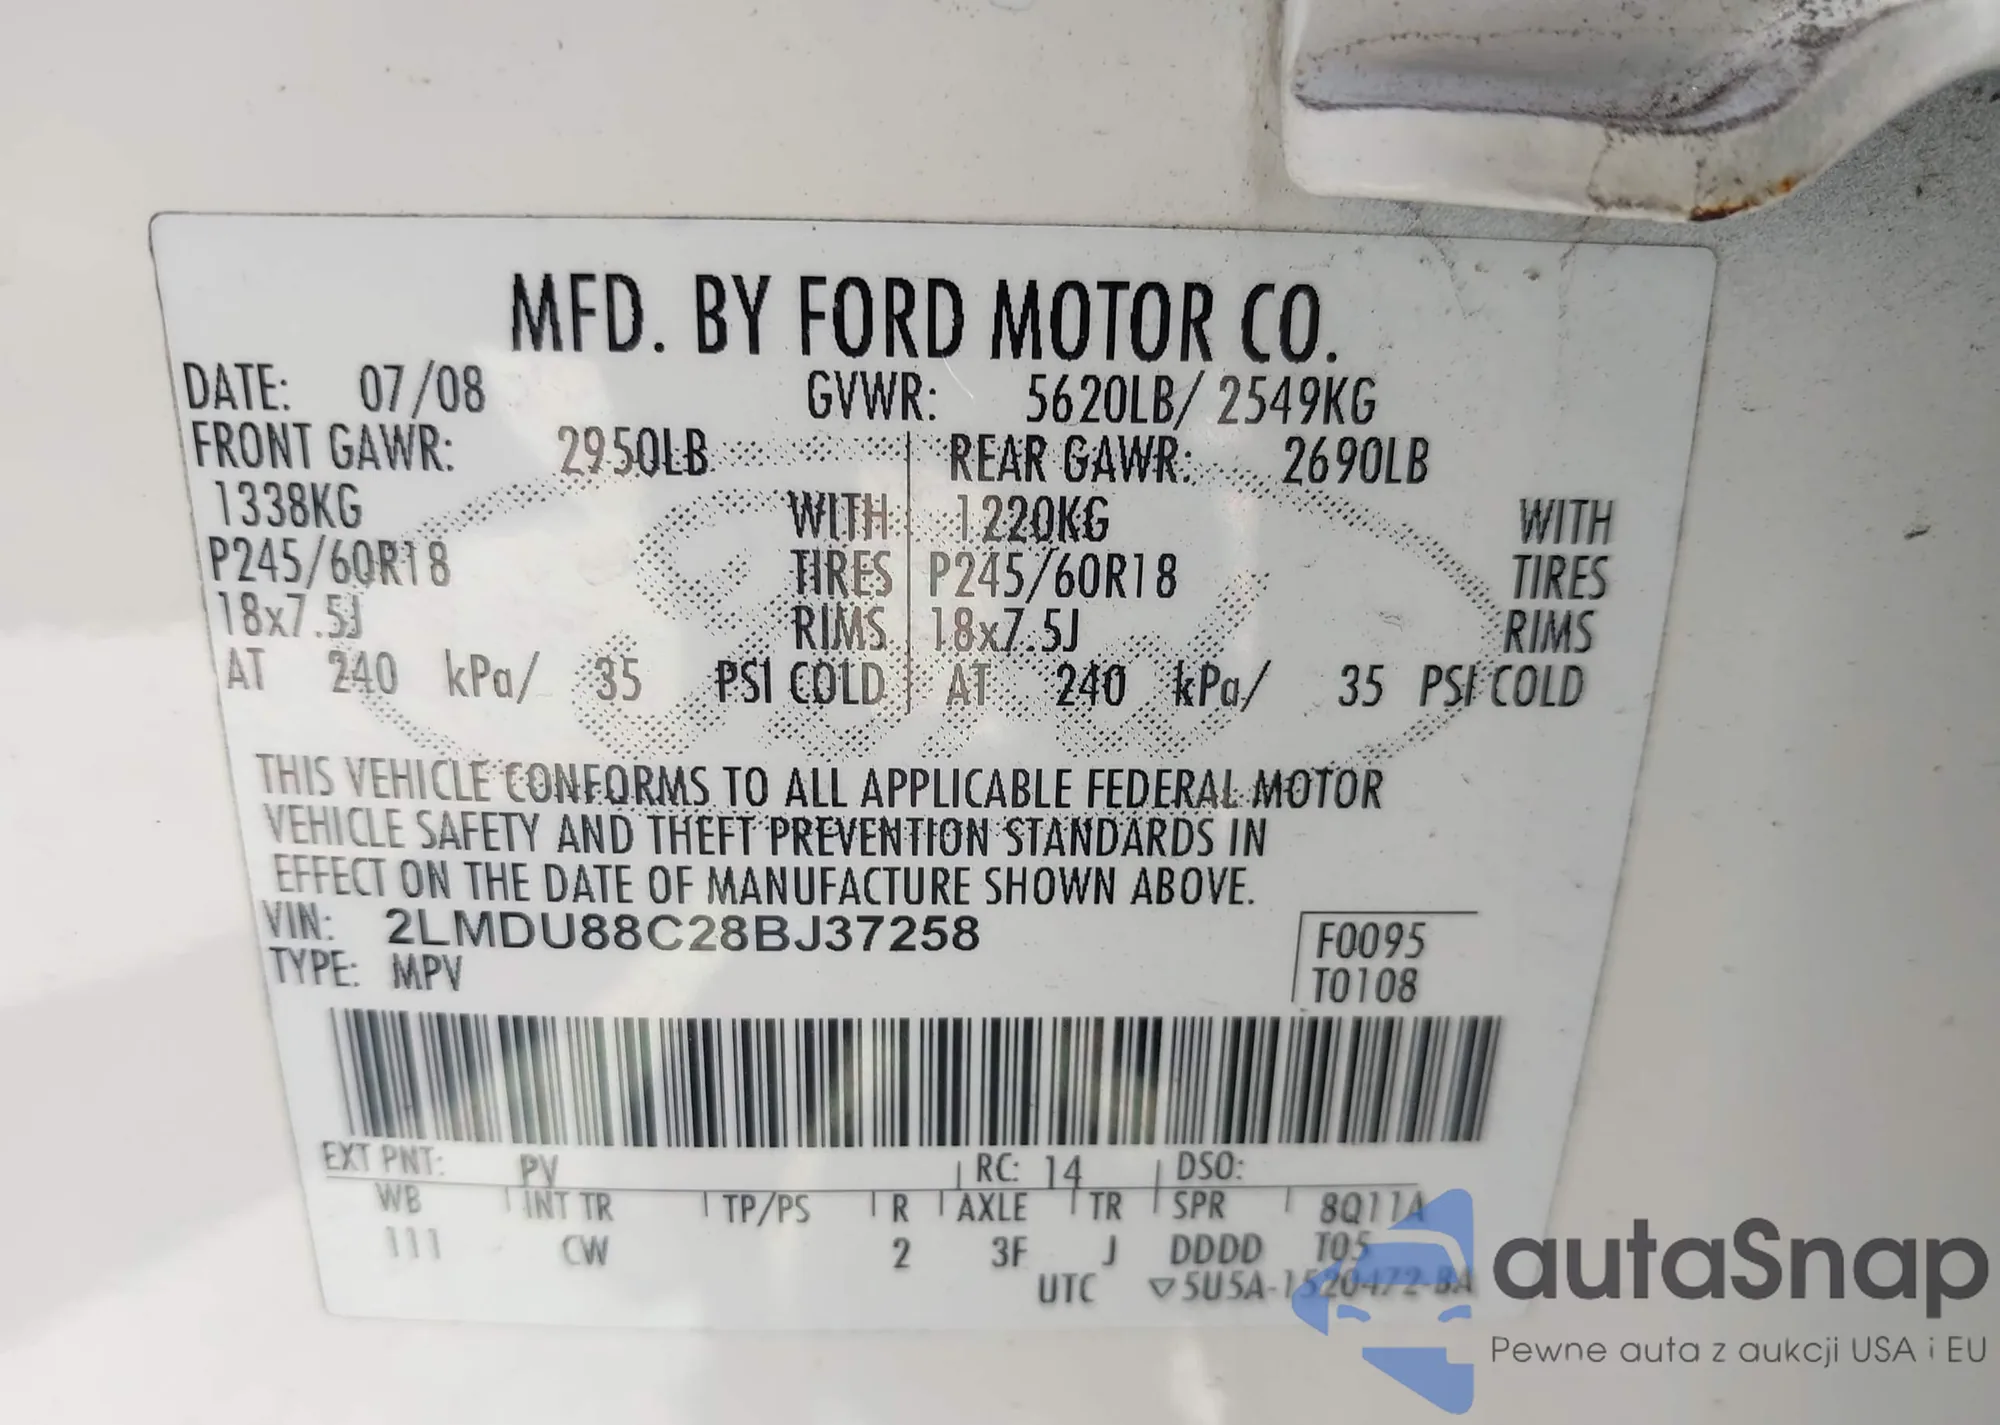 MFD. BY FORD MOTOR CO.
DATE: 07/08 GVWR: 5620LB/ 2549KG
FRONT GAWR: 2950LB REAR GAWR: 2690LB
1338KG WITH 1220KG WITH
P245/60R18 TIRES P245/60R18 TIRES
18x7.5J RIMS 18x7.5J RIMS
AT 240 kPa/ 35 PSI COLD AT 240 kPa/ 35 PSI COLD
THIS VEHICLE CONFORMS TO ALL APPLICABLE FEDERAL MOTOR
VEHICLE SAFETY AND THEFT PREVENTION STANDARDS IN
EFFECT ON THE DATE OF MANUFACTURE SHOWN ABOVE.
VIN: 2LMDU88C28BJ37258 F0095
TYPE: MPV T0108
EXT PNT: PV RC: 14 DSO:
WB INT TR TP/PS R AXLE TR SPR 8Q11A
111 CW 2 3F J DDDD T05
UTC ▽5U5A-1520472-BA
autaSnap
Pewne auta z aukcji USA i EU